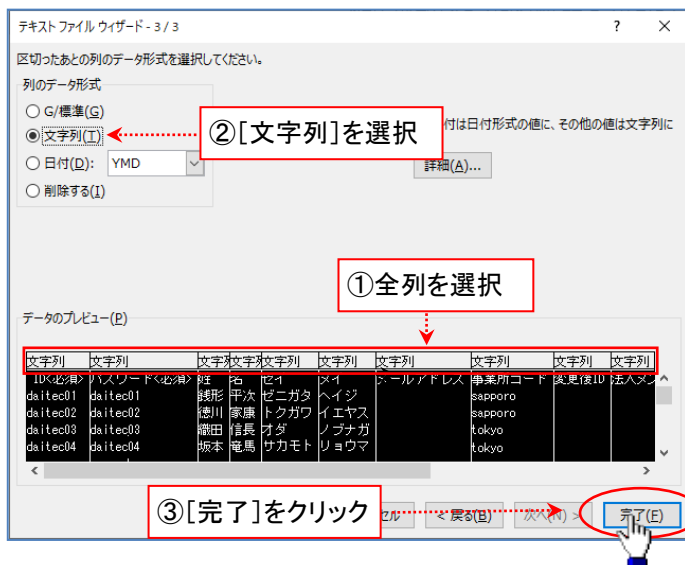 テキスト ファイル ウィザード - 3 / 3 ? ×
区切ったあとの列のデータ形式を選択してください。
列のデータ形式
G/標準(G)
文字列(T)
②[文字列]を選択
付は日付形式の値に、その他の値は文字列に
日付(D): YMD
詳細(A)...
削除する(I)
①全列を選択
データのプレビュー(P)
文字列 文字列 文字列 文字列 文字列 文字列 文字列 文字列 文字列 文字列
ID<必須> パスワード<必須> 姓 名 セイ メイ メールアドレス 事業所コード 変更後ID 法人メン
daitec01 daitec01 銭形 平次 ゼニガタ ヘイジ sapporo
daitec02 daitec02 徳川 家康 トクガワ イエヤス sapporo
daitec03 daitec03 織田 信長 オダ ノブナガ tokyo
daitec04 daitec04 坂本 竜馬 サカモト リョウマ tokyo
③[完了]をクリック
セル < 戻る(B) 次へ(N) > 完了(F)